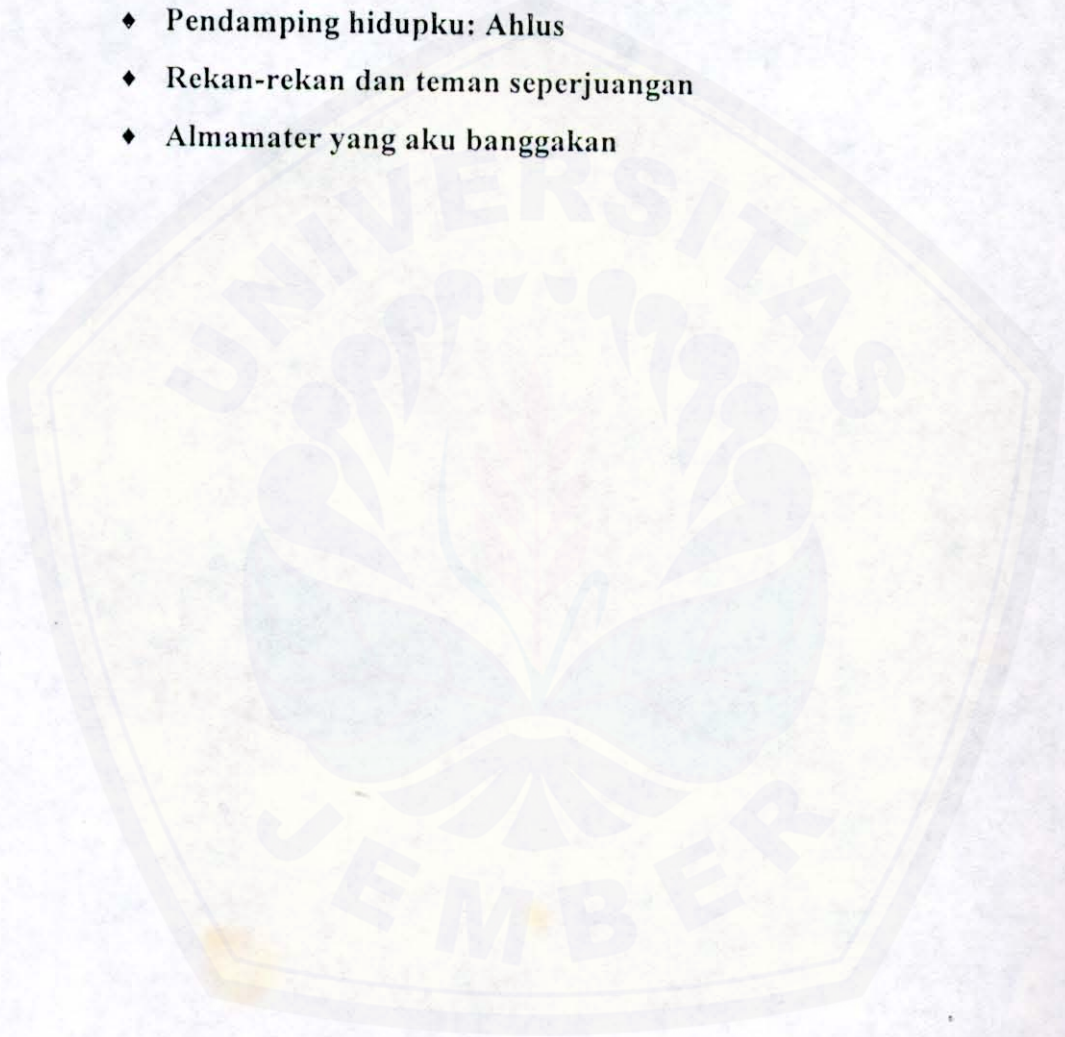 ♦ Pendamping hidupku: Ahlus
♦ Rekan-rekan dan teman seperjuangan
♦ Almamater yang aku banggakan
UNIVERSITAS
JEMBER